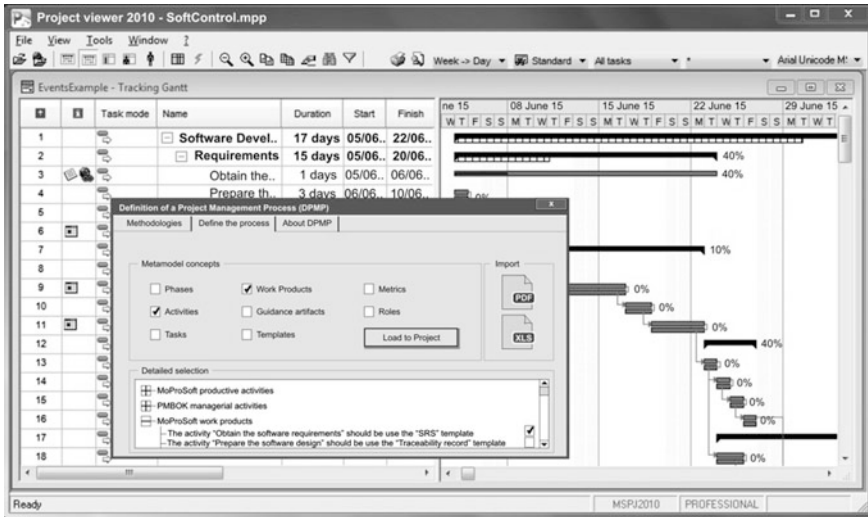 Project viewer 2010 - SoftControl.mpp
File View Tools Window ?
Week -> Day Standard All tasks * Arial Unicode M:
EventsExample - Tracking Gantt
Task mode Name Duration Start Finish
ne 15 08 June 15 15 June 15 22 June 15 29 June 15
W T F S S M T W T F S S M T W T F S S M T W T F S S M T W T
1 Software Devel.. 17 days 05/06.. 22/06..
2 Requirements 15 days 05/06.. 20/06.. 40%
3 Obtain the.. 1 days 05/06.. 06/06.. 40%
4 Prepare th.. 3 days 06/06.. 10/06.. 0%
5
6
7 10%
8
9 0%
10 0%
11 0%
12 40%
13 0%
14 0%
15 0%
16 0%
17
18 0%
Definition of a Project Management Process (DPMP) x
Methodologies Define the process About DPMP
Metamodel concepts
Phases Work Products Metrics
Activities Guidance artifacts Roles
Tasks Templates Load to Project
Import
PDF
XLS
Detailed selection
MoProSoft productive activities
PMBOK managerial activities
MoProSoft work products
The activity "Obtain the software requirements" should be use the "SRS" template
The activity "Prepare the software design" should be use the "Traceability record" template
Ready MSPJ2010 PROFESSIONAL